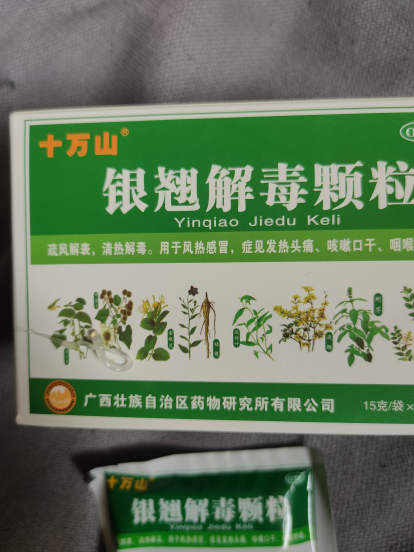 十万山®
银翘解毒颗粒
Yinqiao Jiedu Keli
疏风解表，清热解毒。用于风热感冒，症见发热头痛、咳嗽口干、咽喉
广西壮族自治区药物研究所有限公司
15克/袋×
十万山®
银翘解毒颗粒
Yinqiao Jiedu Keli